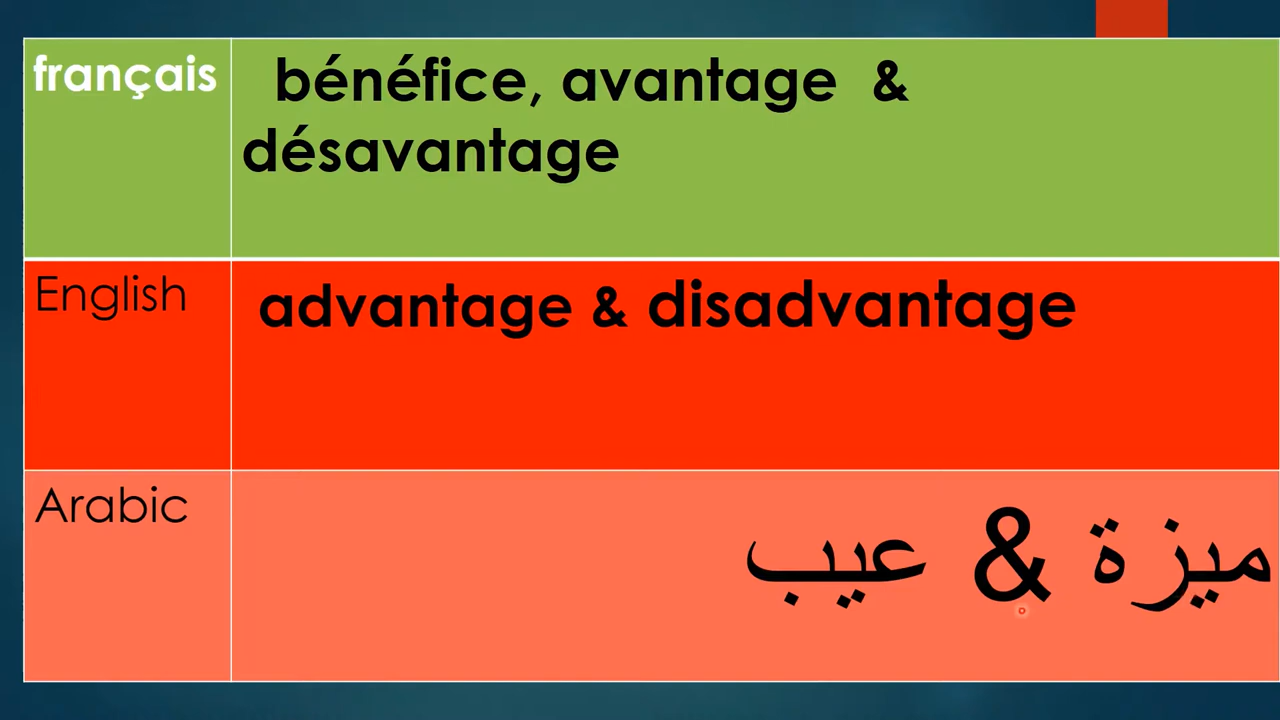 français
bénéfice, avantage &
désavantage
English
advantage & disadvantage
Arabic
ميزة & عيب